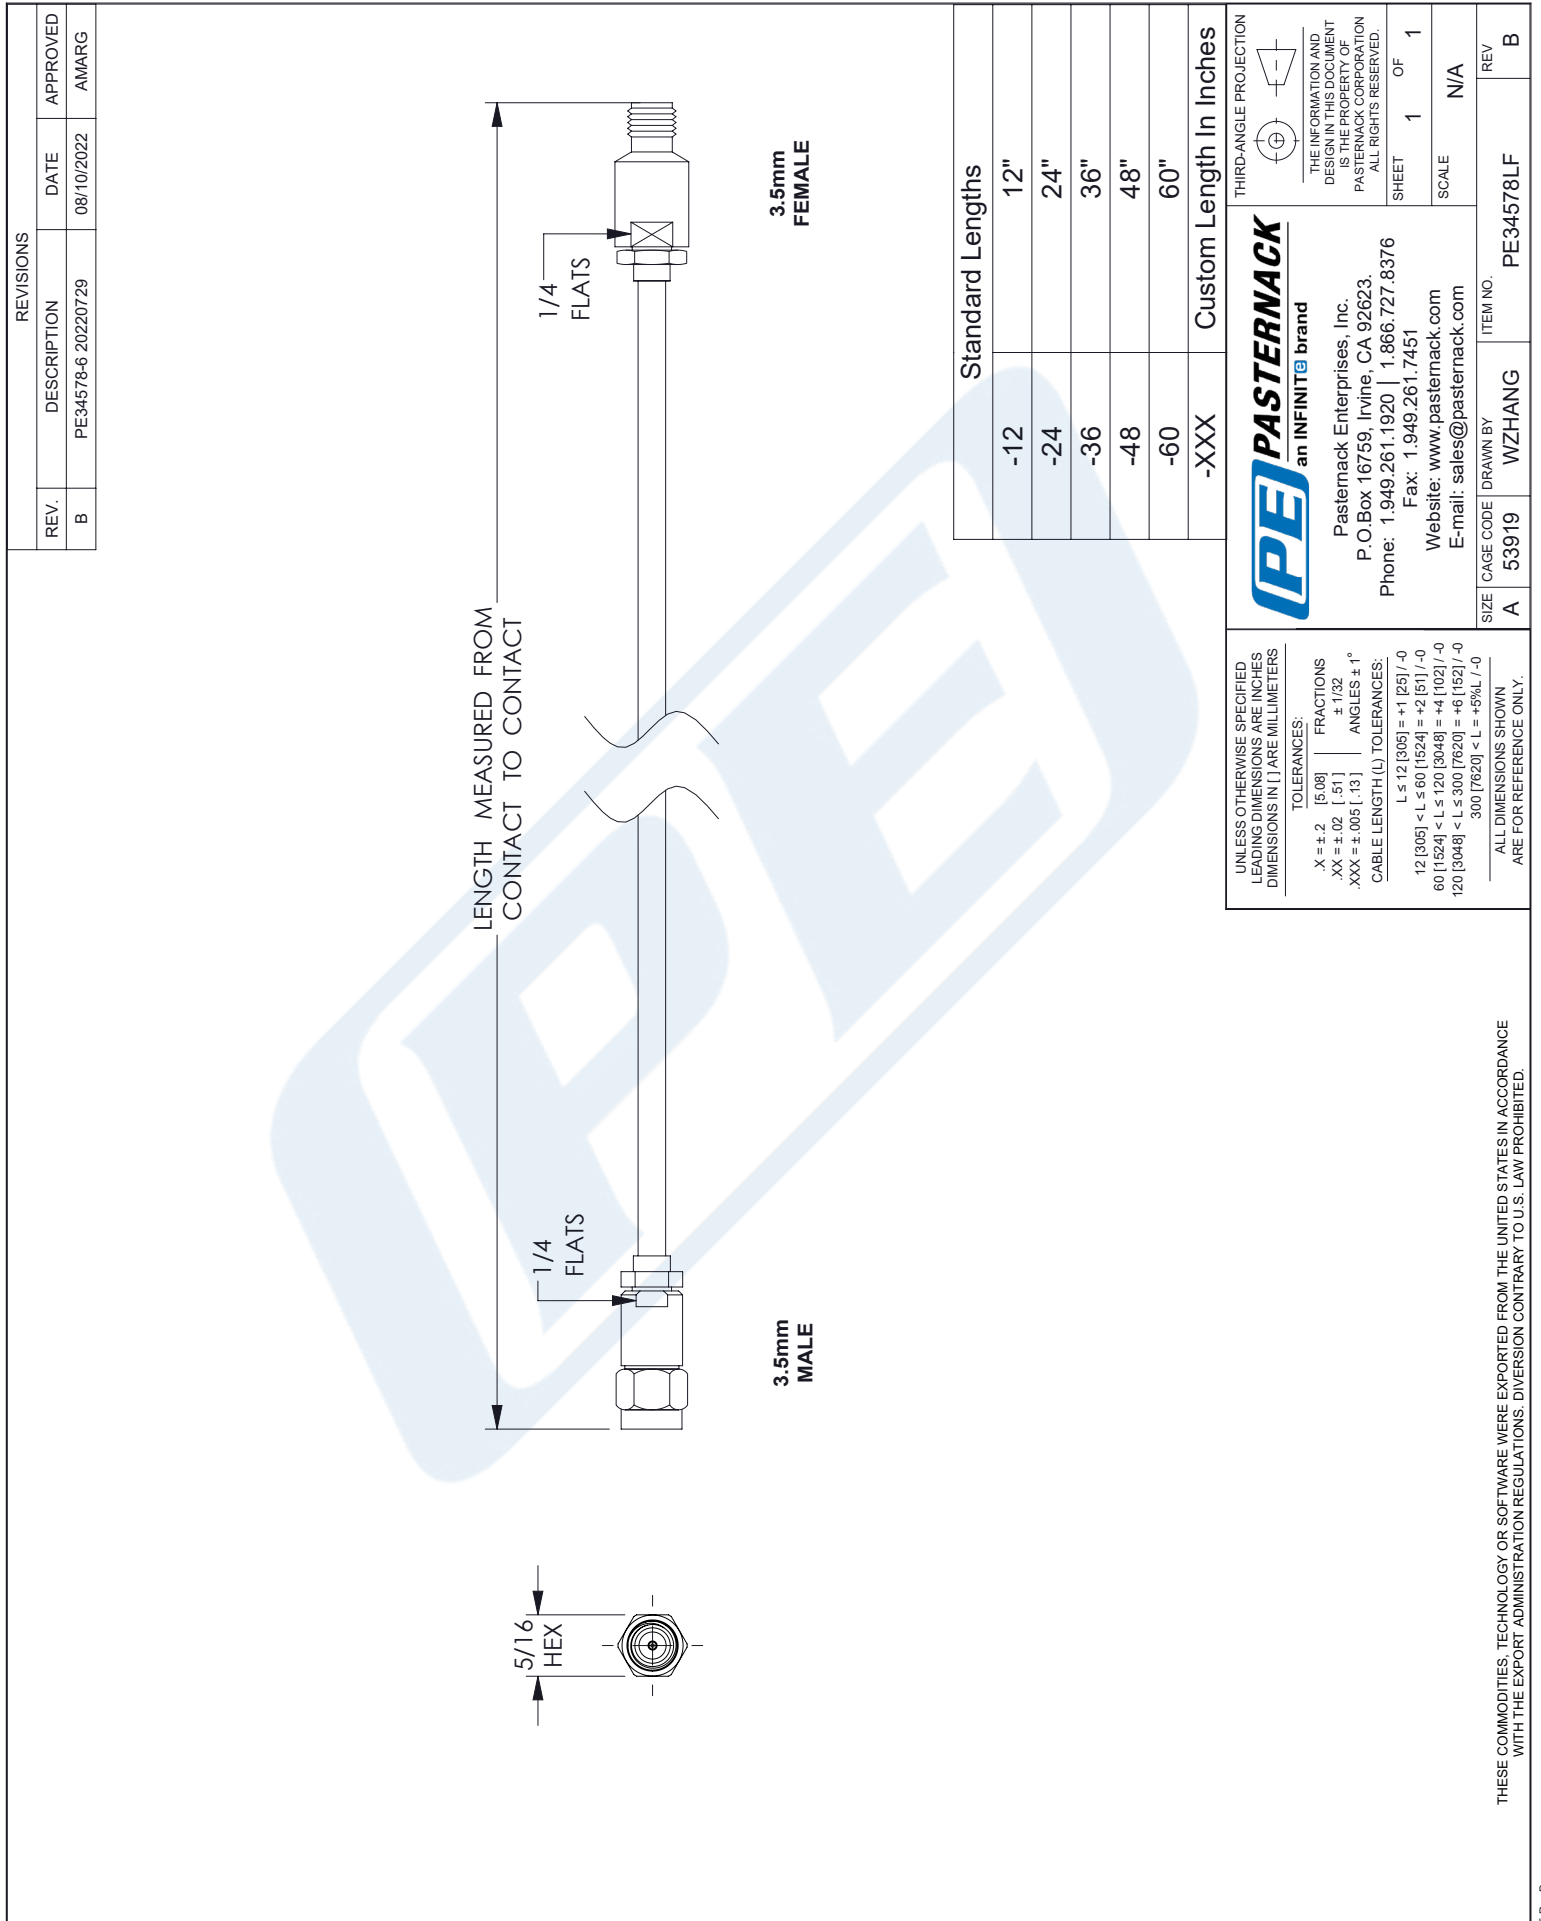 REVISIONS
REV. DESCRIPTION DATE APPROVED
B PE34578-6 20220729 08/10/2022 AMARG
LENGTH MEASURED FROM
CONTACT TO CONTACT
5/16
HEX
1/4
FLATS
1/4
FLATS
3.5mm
MALE
3.5mm
FEMALE
Standard Lengths
-12 12"
-24 24"
-36 36"
-48 48"
-60 60"
-XXX Custom Length In Inches
UNLESS OTHERWISE SPECIFIED
LEADING DIMENSIONS ARE INCHES
DIMENSIONS IN [ ] ARE MILLIMETERS
TOLERANCES:
.X = ± .2 [5.08] FRACTIONS
.XX = ± .02 [ .51 ] ± 1/32
.XXX = ± .005 [ .13 ] ANGLES ± 1°
CABLE LENGTH (L) TOLERANCES:
L ≤ 12 [305] = +1 [25] / -0
12 [305] < L ≤ 60 [1524] = +2 [51] / -0
60 [1524] < L ≤ 120 [3048] = +4 [102] / -0
120 [3048] < L ≤ 300 [7620] = +6 [152] / -0
300 [7620] < L = +5%L / -0
ALL DIMENSIONS SHOWN
ARE FOR REFERENCE ONLY.
PE PASTERNACK
an INFINITe brand
Pasternack Enterprises, Inc.
P.O.Box 16759, Irvine, CA 92623.
Phone: 1.949.261.1920 | 1.866.727.8376
Fax: 1.949.261.7451
Website: www.pasternack.com
E-mail: sales@pasternack.com
THIRD-ANGLE PROJECTION
THE INFORMATION AND
DESIGN IN THIS DOCUMENT
IS THE PROPERTY OF
PASTERNACK CORPORATION
ALL RIGHTS RESERVED.
SHEET 1 OF 1
SCALE N/A
SIZE A
CAGE CODE 53919
DRAWN BY WZHANG
ITEM NO. PE34578LF
REV B
THESE COMMODITIES, TECHNOLOGY OR SOFTWARE WERE EXPORTED FROM THE UNITED STATES IN ACCORDANCE
WITH THE EXPORT ADMINISTRATION REGULATIONS. DIVERSION CONTRARY TO U.S. LAW PROHIBITED.
PE